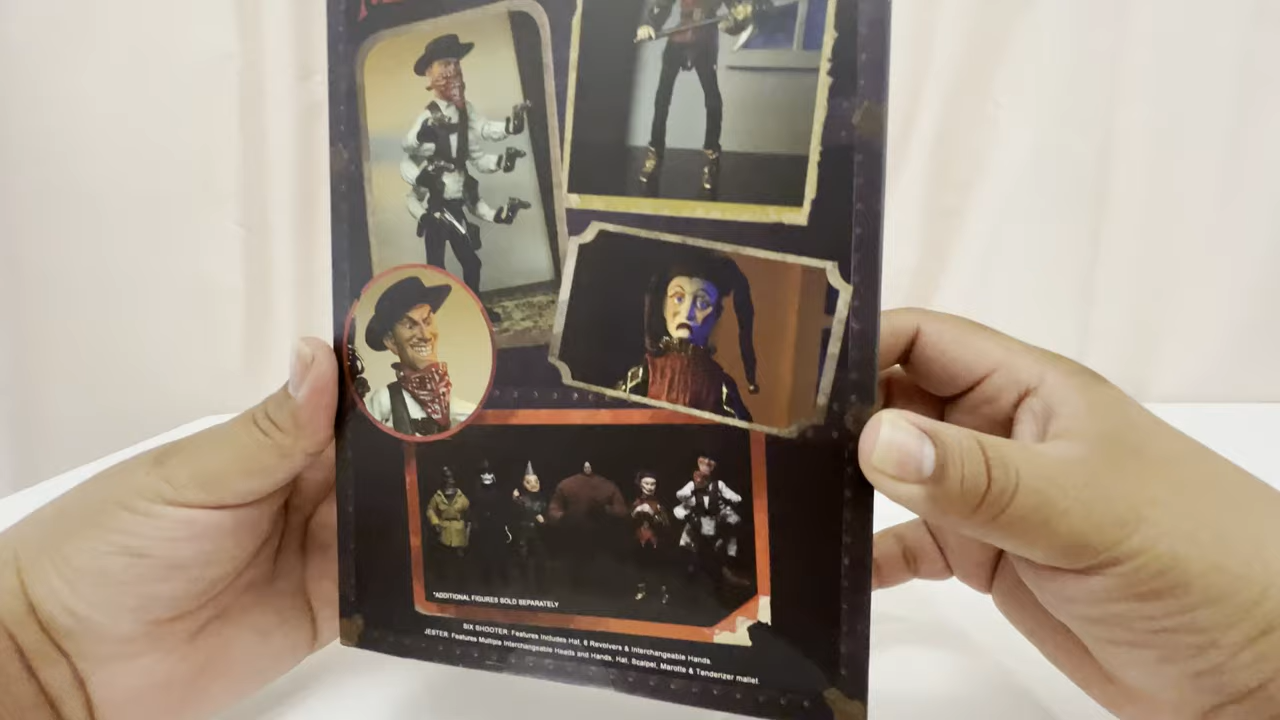 *ADDITIONAL FIGURES SOLD SEPARATELY
SIX SHOOTER: Features Includes Hat, 6 Revolvers & Interchangeable Hands.
JESTER: Features Multiple Interchangeable Heads and Hands, Hat, Scalpel, Marotte & Tenderizer mallet.